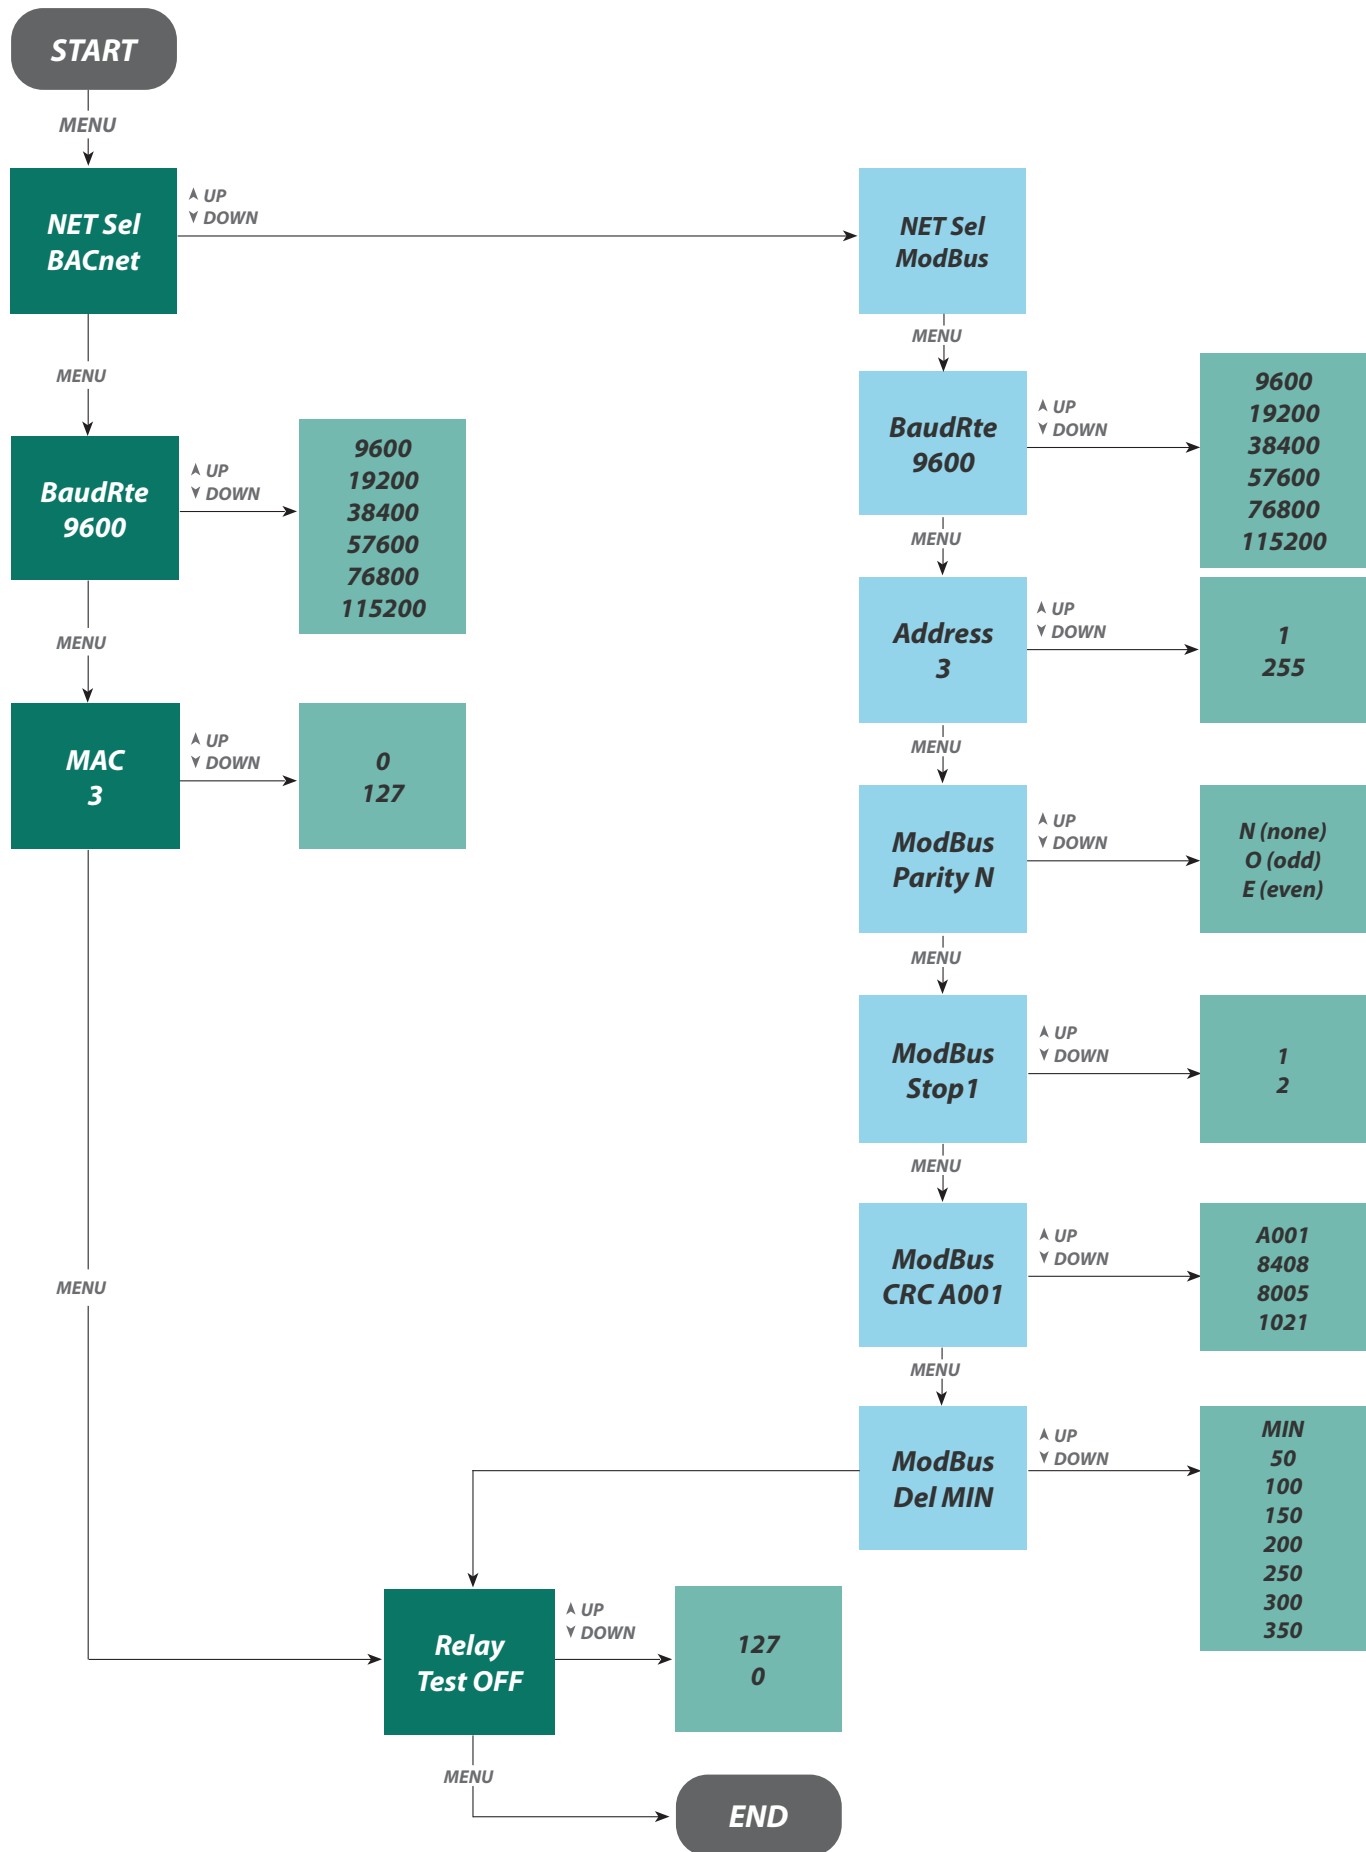 START
MENU
NET Sel
BACnet
UP
DOWN
NET Sel
ModBus
MENU
BaudRte
9600
UP
DOWN
9600
19200
38400
57600
76800
115200
MENU
MAC
3
UP
DOWN
0
127
MENU
MENU
BaudRte
9600
UP
DOWN
9600
19200
38400
57600
76800
115200
MENU
Address
3
UP
DOWN
1
255
MENU
ModBus
Parity N
UP
DOWN
N (none)
O (odd)
E (even)
MENU
ModBus
Stop1
UP
DOWN
1
2
MENU
ModBus
CRC A001
UP
DOWN
A001
8408
8005
1021
MENU
ModBus
Del MIN
UP
DOWN
MIN
50
100
150
200
250
300
350
Relay
Test OFF
UP
DOWN
127
0
MENU
END